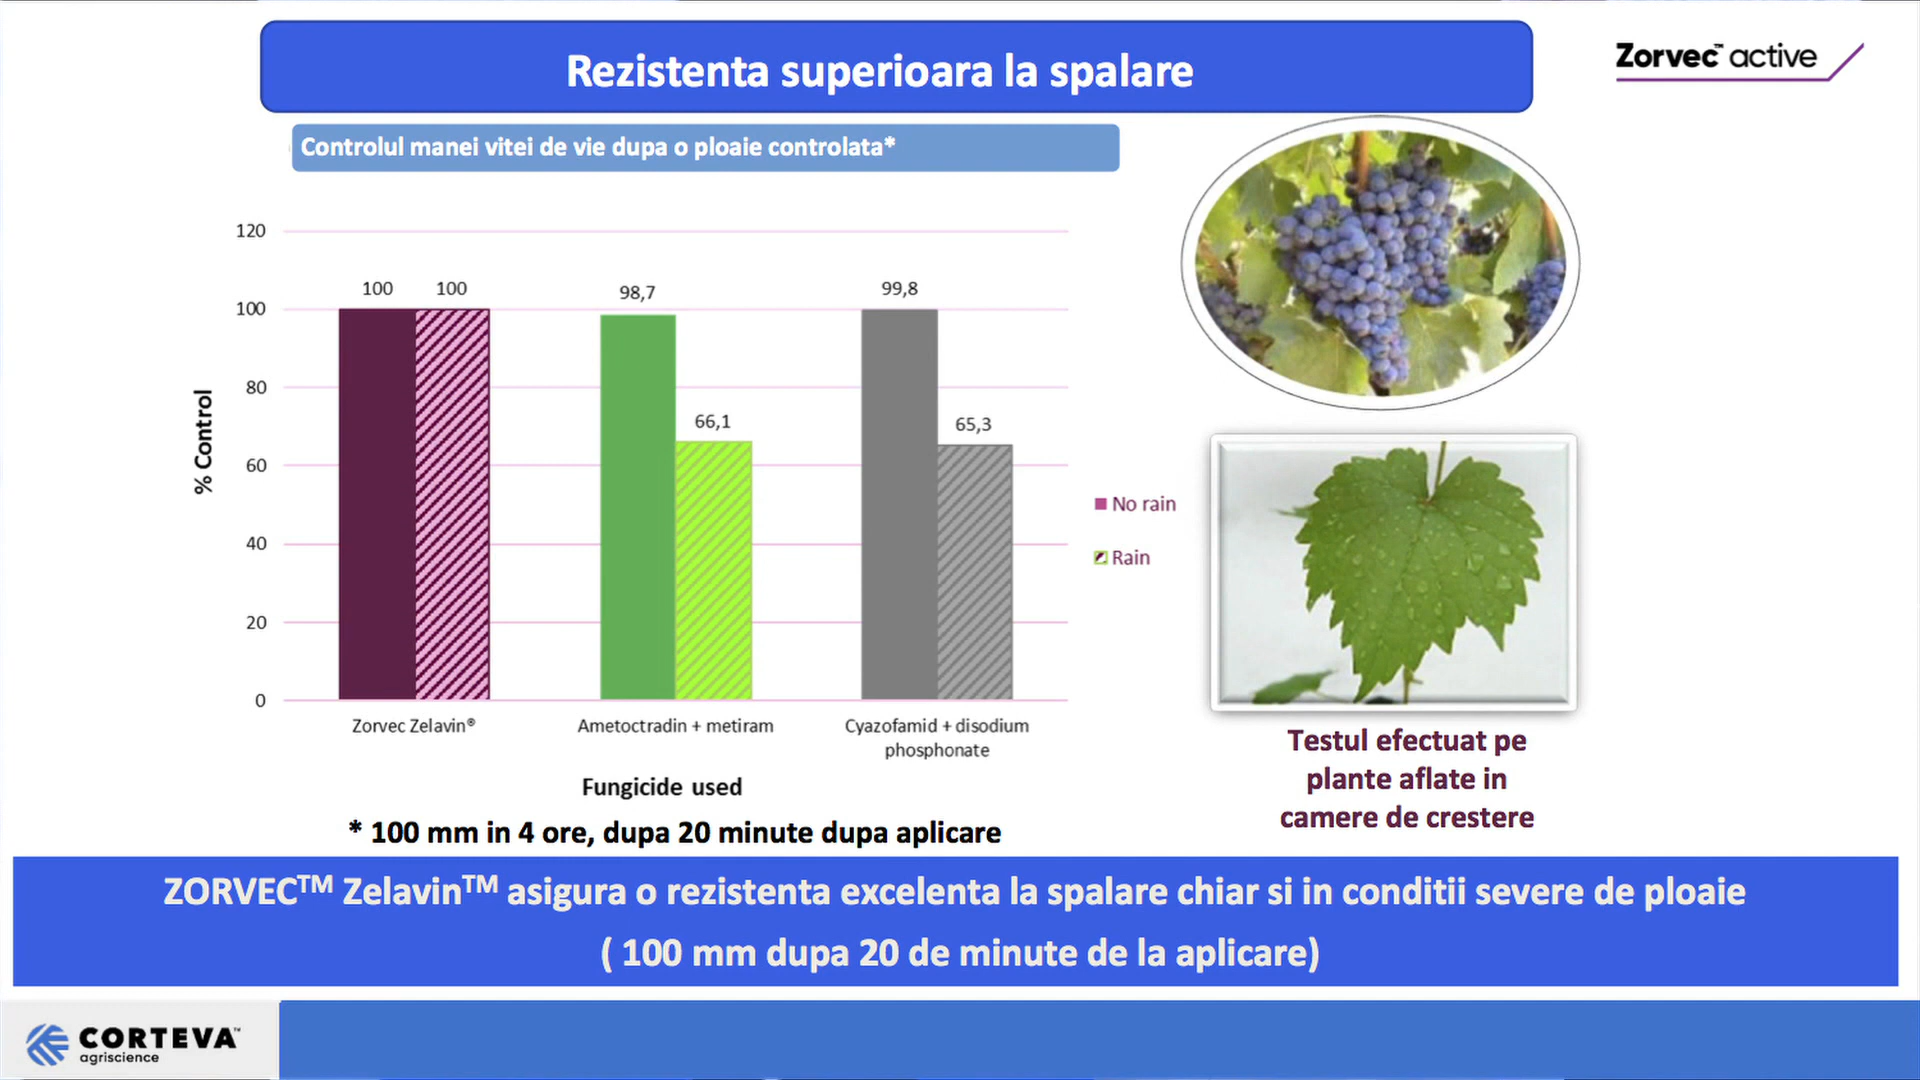 Rezistenta superioara la spalare
Zorvec™ active
Controlul manei vitei de vie dupa o ploaie controlata*
120
100
80
60
40
20
0
% Control
100
100
98,7
66,1
99,8
65,3
No rain
Rain
Zorvec Zelavin®
Ametoctradin + metiram
Cyazofamid + disodium
phosphonate
Fungicide used
* 100 mm in 4 ore, dupa 20 minute dupa aplicare
Testul efectuat pe
plante aflate in
camere de crestere
ZORVEC™ Zelavin™ asigura o rezistenta excelenta la spalare chiar si in conditii severe de ploaie
( 100 mm dupa 20 de minute de la aplicare)
CORTEVA™
agriscience